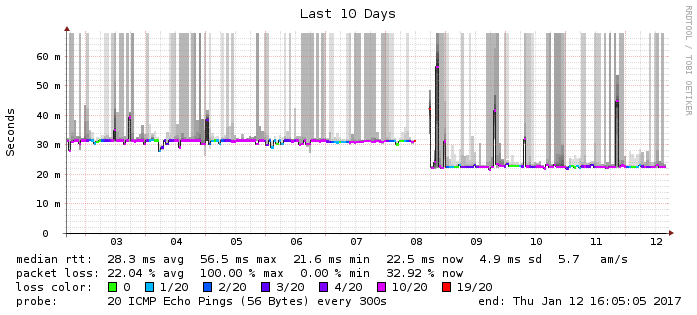 Last 10 Days
RRDTOOL / TOBI OETIKER
Seconds
60 m
50 m
40 m
30 m
20 m
10 m
0
03 04 05 06 07 08 09 10 11 12
median rtt: 28.3 ms avg 56.5 ms max 21.6 ms min 22.5 ms now 4.9 ms sd 5.7 am/s
packet loss: 22.04 % avg 100.00 % max 0.00 % min 32.92 % now
loss color: 0 1/20 2/20 3/20 4/20 10/20 19/20
probe: 20 ICMP Echo Pings (56 Bytes) every 300s end: Thu Jan 12 16:05:05 2017